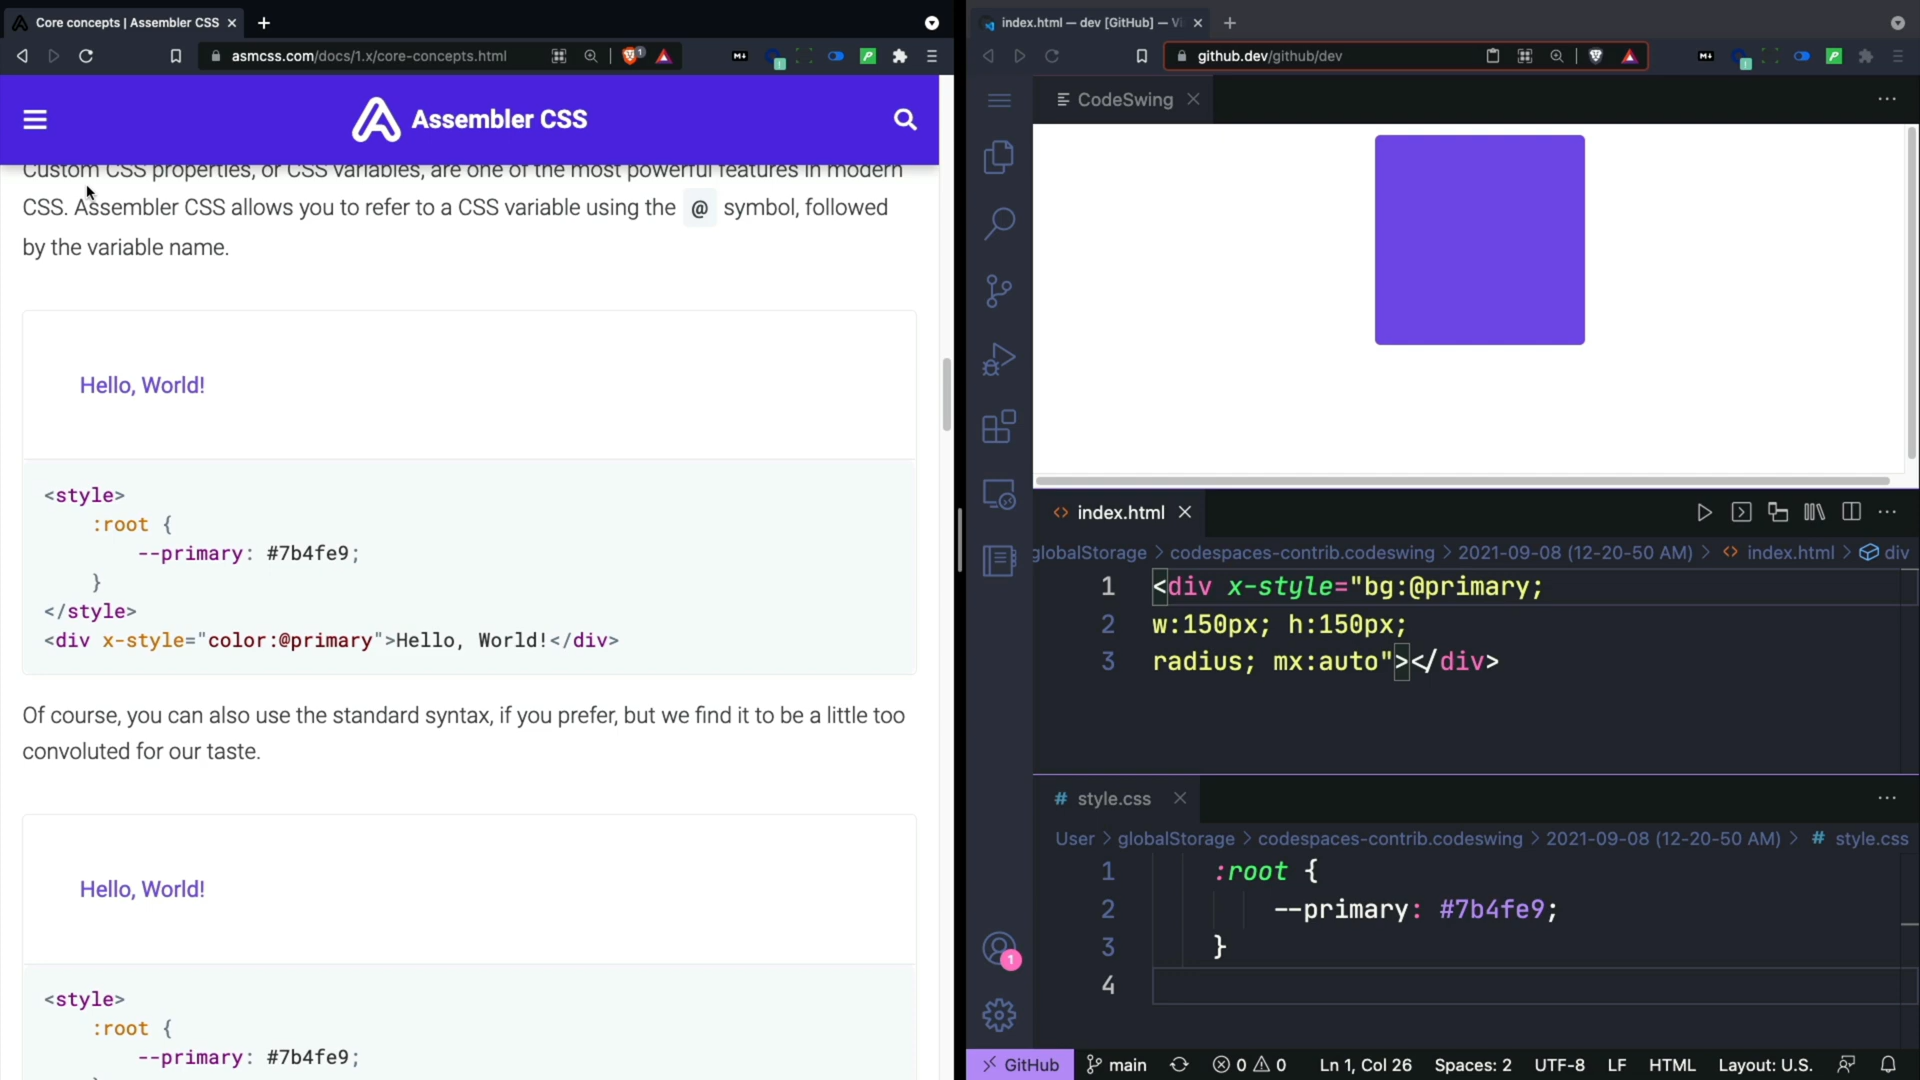 Core concepts | Assembler CSS
asmcss.com/docs/1.x/core-concepts.html
Assembler CSS
Custom CSS properties, or CSS variables, are one of the most powerful features in modern
CSS. Assembler CSS allows you to refer to a CSS variable using the @ symbol, followed
by the variable name.
Hello, World!
<style>
:root {
--primary: #7b4fe9;
}
</style>
<div x-style="color:@primary">Hello, World!</div>
Of course, you can also use the standard syntax, if you prefer, but we find it to be a little too
convoluted for our taste.
Hello, World!
<style>
:root {
--primary: #7b4fe9;
index.html — dev [GitHub] — Vi
github.dev/github/dev
CodeSwing
index.html
globalStorage > codespaces-contrib.codeswing > 2021-09-08 (12-20-50 AM) > index.html > div
1 <div x-style="bg:@primary;
2 w:150px; h:150px;
3 radius; mx:auto"></div>
# style.css
User > globalStorage > codespaces-contrib.codeswing > 2021-09-08 (12-20-50 AM) > # style.css
1 :root {
2 --primary: #7b4fe9;
3 }
4
1
GitHub main 0 0 Ln 1, Col 26 Spaces: 2 UTF-8 LF HTML Layout: U.S.